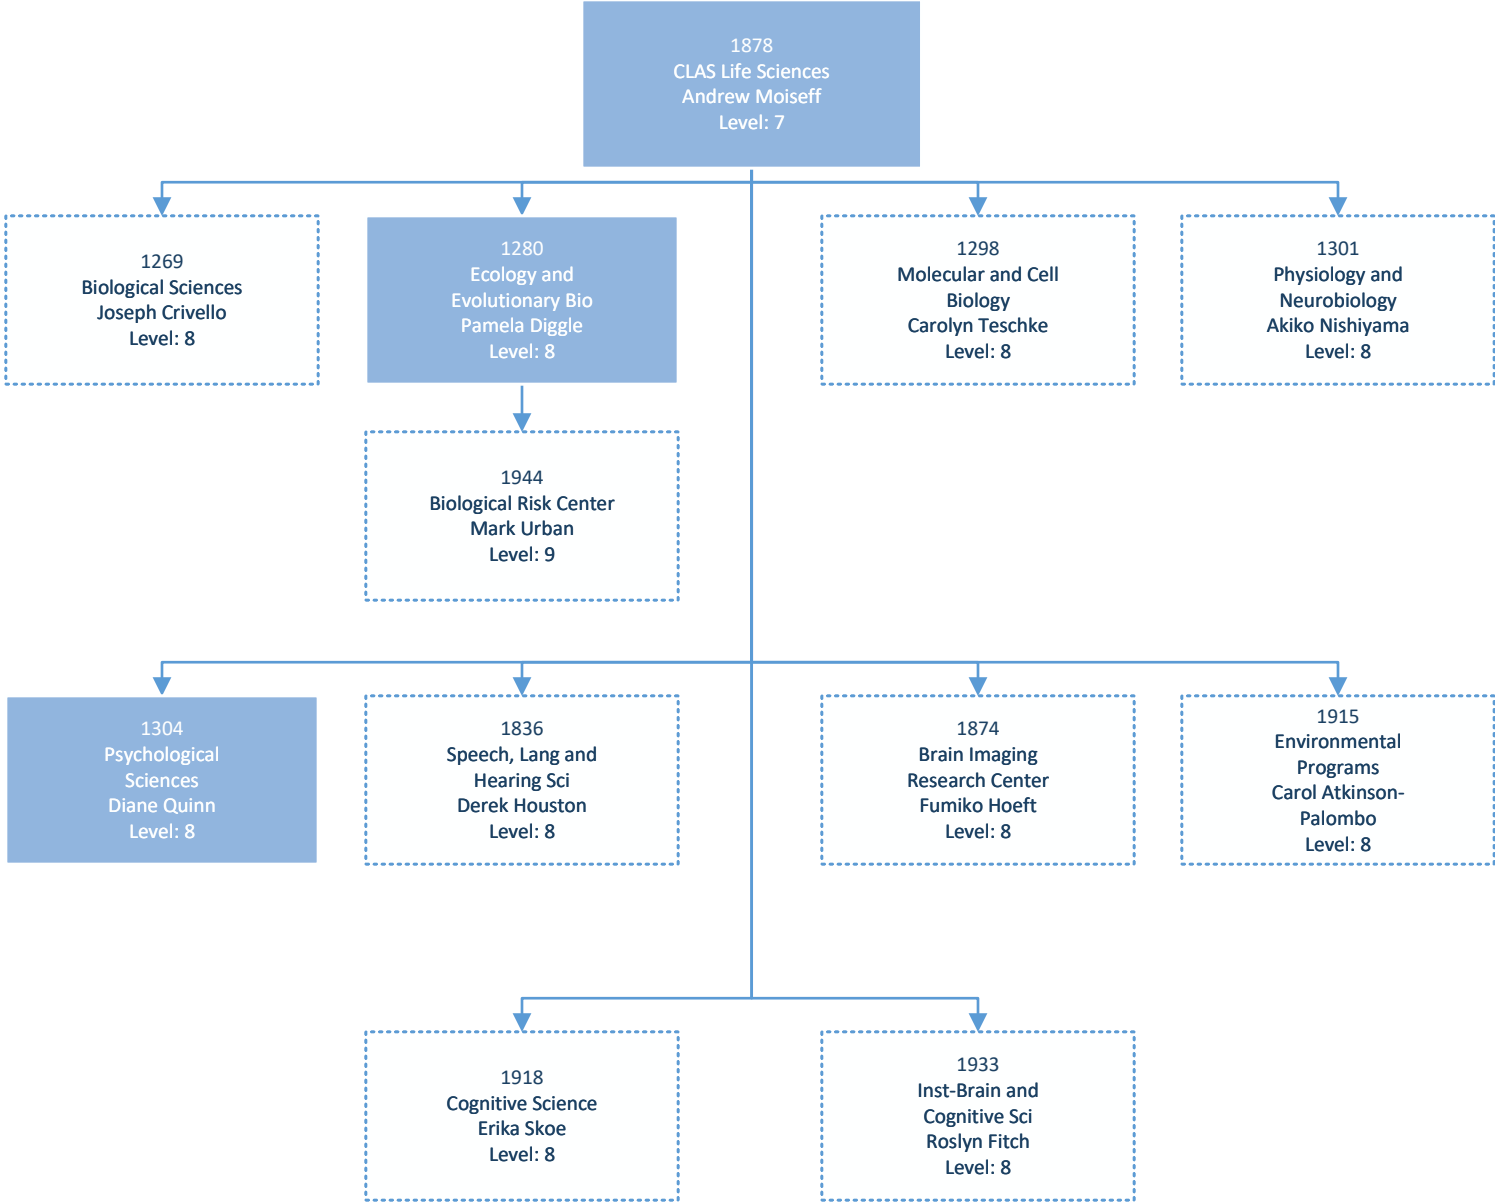 1878
CLAS Life Sciences
Andrew Moiseff
Level: 7
1269
Biological Sciences
Joseph Crivello
Level: 8
1280
Ecology and
Evolutionary Bio
Pamela Diggle
Level: 8
1298
Molecular and Cell
Biology
Carolyn Teschke
Level: 8
1301
Physiology and
Neurobiology
Akiko Nishiyama
Level: 8
1944
Biological Risk Center
Mark Urban
Level: 9
1304
Psychological
Sciences
Diane Quinn
Level: 8
1836
Speech, Lang and
Hearing Sci
Derek Houston
Level: 8
1874
Brain Imaging
Research Center
Fumiko Hoeft
Level: 8
1915
Environmental
Programs
Carol Atkinson-
Palombo
Level: 8
1918
Cognitive Science
Erika Skoe
Level: 8
1933
Inst-Brain and
Cognitive Sci
Roslyn Fitch
Level: 8